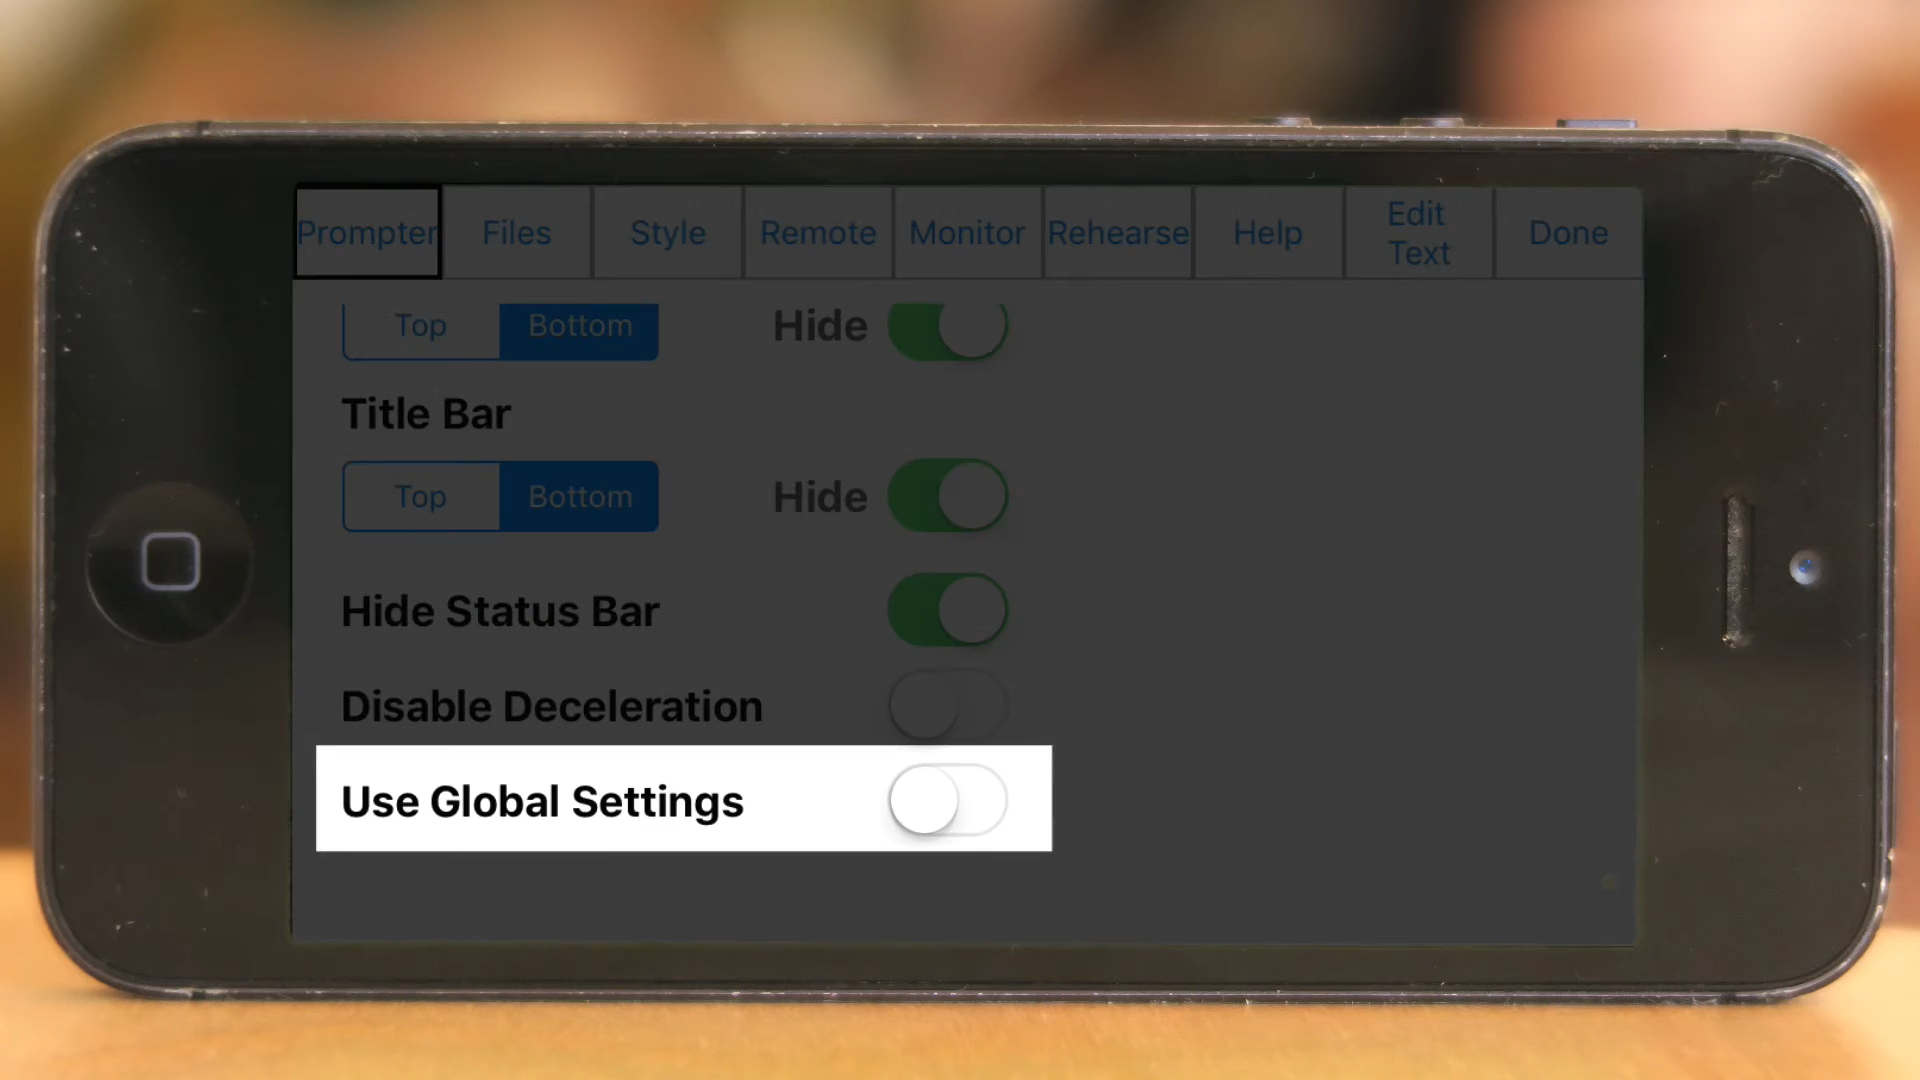 Prompter Files Style Remote Monitor Rehearse Help Edit Text Done
Top Bottom Hide
Title Bar
Top Bottom Hide
Hide Status Bar
Disable Deceleration
Use Global Settings